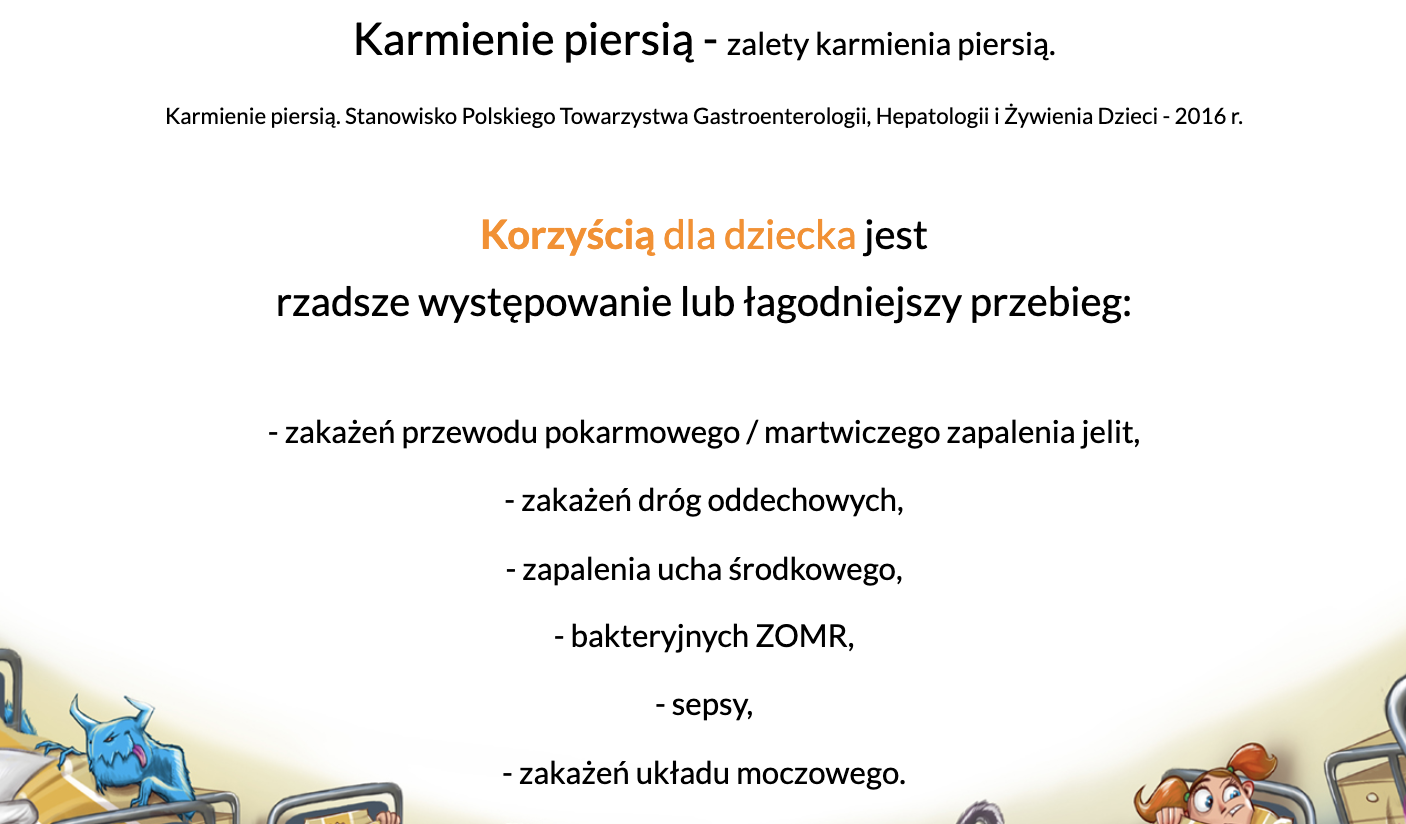 Karmienie piersią - zalety karmienia piersią.
Karmienie piersią. Stanowisko Polskiego Towarzystwa Gastroenterologii, Hepatologii i Żywienia Dzieci - 2016 r.
Korzyścią dla dziecka jest
rzadsze występowanie lub łagodniejszy przebieg:
- zakażeń przewodu pokarmowego / martwiczego zapalenia jelit,
- zakażeń dróg oddechowych,
- zapalenia ucha środkowego,
- bakteryjnych ZOMR,
- sepsy,
- zakażeń układu moczowego.